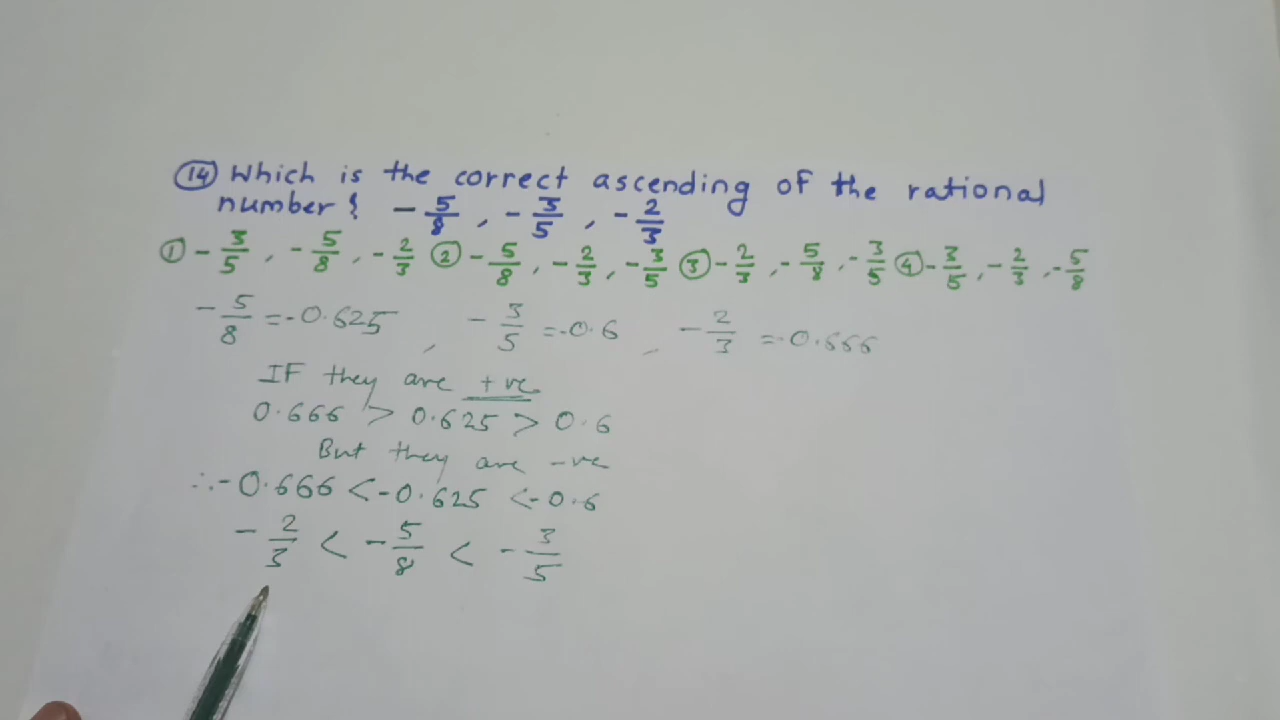 ⑭ Which is the correct ascending of the rational
number? -5/8, -3/5, -2/3
① -3/5, -5/8, -2/3 ② -5/8, -2/3, -3/5 ③ -2/3, -5/8, -3/5 ④ -3/5, -2/3, -5/8
-5/8 = -0.625, -3/5 = -0.6, -2/3 = -0.666
IF they are +ve
0.666 > 0.625 > 0.6
But they are -ve
∴ -0.666 < -0.625 < -0.6
-2/3 < -5/8 < -3/5